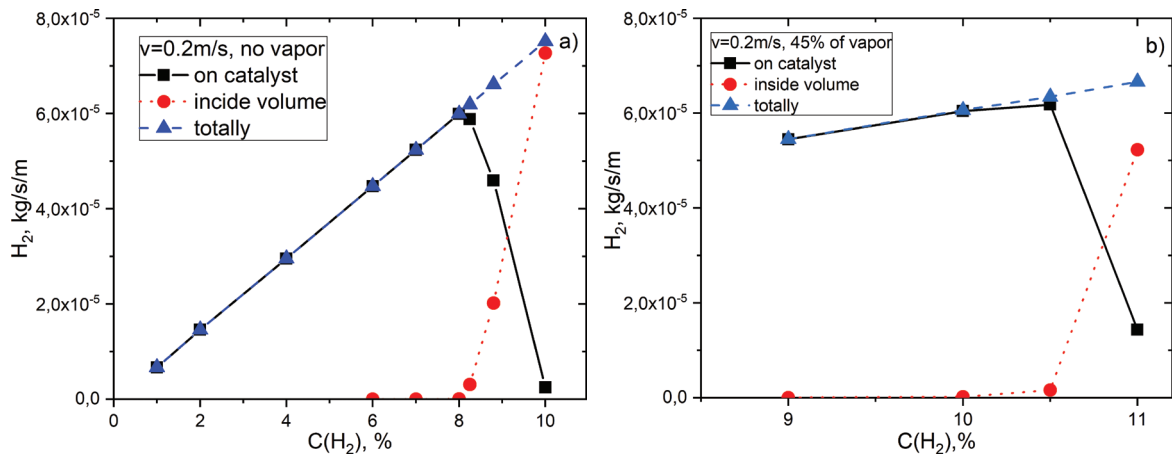 8,0x10⁻⁵
6,0x10⁻⁵
4,0x10⁻⁵
2,0x10⁻⁵
0,0
H₂, kg/s/m
v=0.2m/s, no vapor
on catalyst
incide volume
totally
a)
0 2 4 6 8 10
C(H₂), %
8,0x10⁻⁵
6,0x10⁻⁵
4,0x10⁻⁵
2,0x10⁻⁵
0,0
H₂, kg/s/m
v=0.2m/s, 45% of vapor
on catalyst
inside volume
totally
b)
9 10 11
C(H₂),%